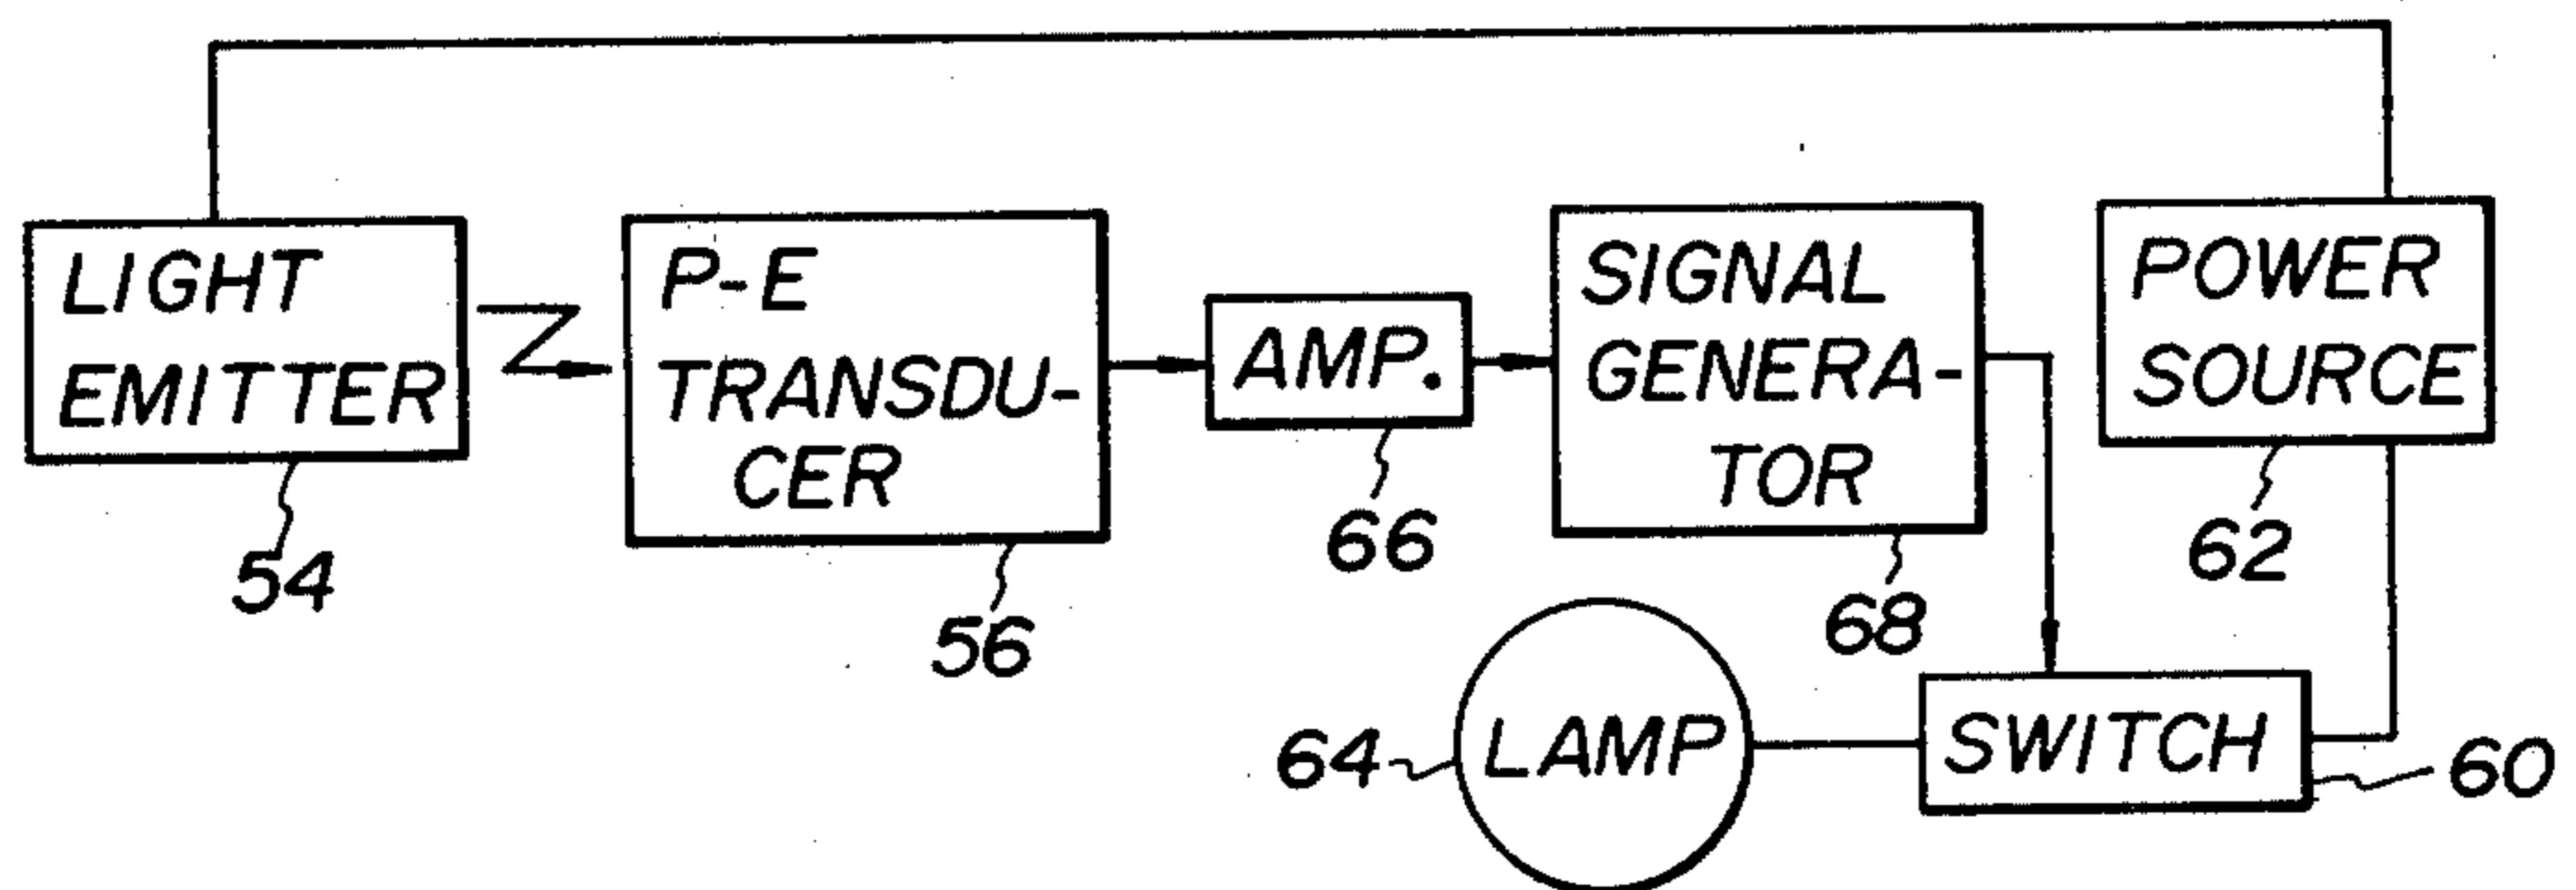 LIGHT
EMITTER
54
P-E
TRANSDU-
CER
56
AMP.
66
SIGNAL
GENERA-
TOR
68
POWER
SOURCE
62
64
LAMP
SWITCH
60